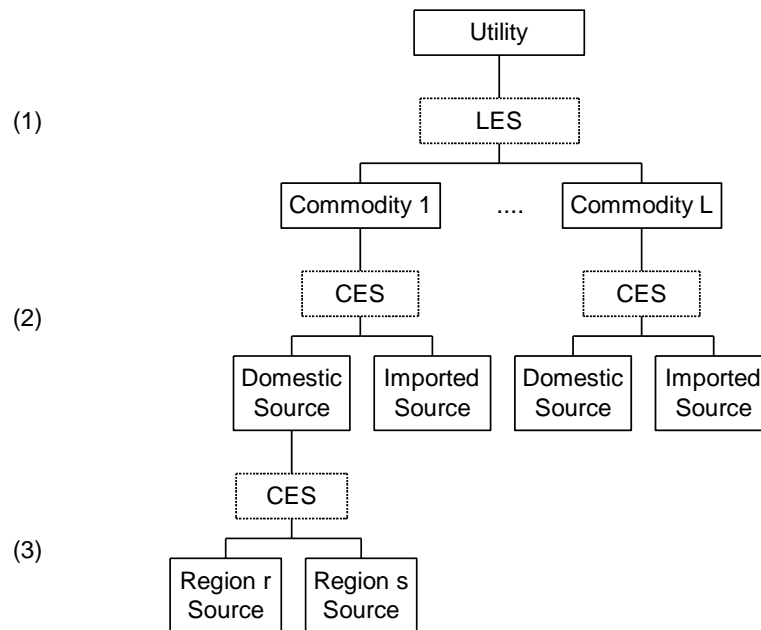 Utility
(1)
LES
Commodity 1
....
Commodity L
CES
CES
(2)
Domestic
Source
Imported
Source
Domestic
Source
Imported
Source
CES
(3)
Region r
Source
Region s
Source